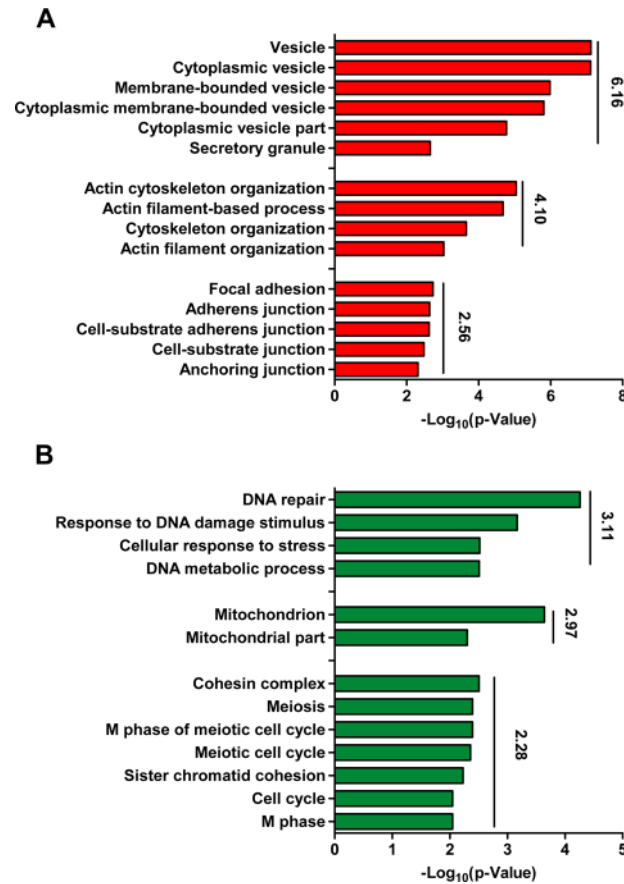 A
Vesicle
Cytoplasmic vesicle
Membrane-bounded vesicle
Cytoplasmic membrane-bounded vesicle
Cytoplasmic vesicle part
Secretory granule
6.16
Actin cytoskeleton organization
Actin filament-based process
Cytoskeleton organization
Actin filament organization
4.10
Focal adhesion
Adherens junction
Cell-substrate adherens junction
Cell-substrate junction
Anchoring junction
2.56
0 2 4 6 8
-Log10(p-Value)
B
DNA repair
Response to DNA damage stimulus
Cellular response to stress
DNA metabolic process
3.11
Mitochondrion
Mitochondrial part
2.97
Cohesin complex
Meiosis
M phase of meiotic cell cycle
Meiotic cell cycle
Sister chromatid cohesion
Cell cycle
M phase
2.28
0 1 2 3 4 5
-Log10(p-Value)